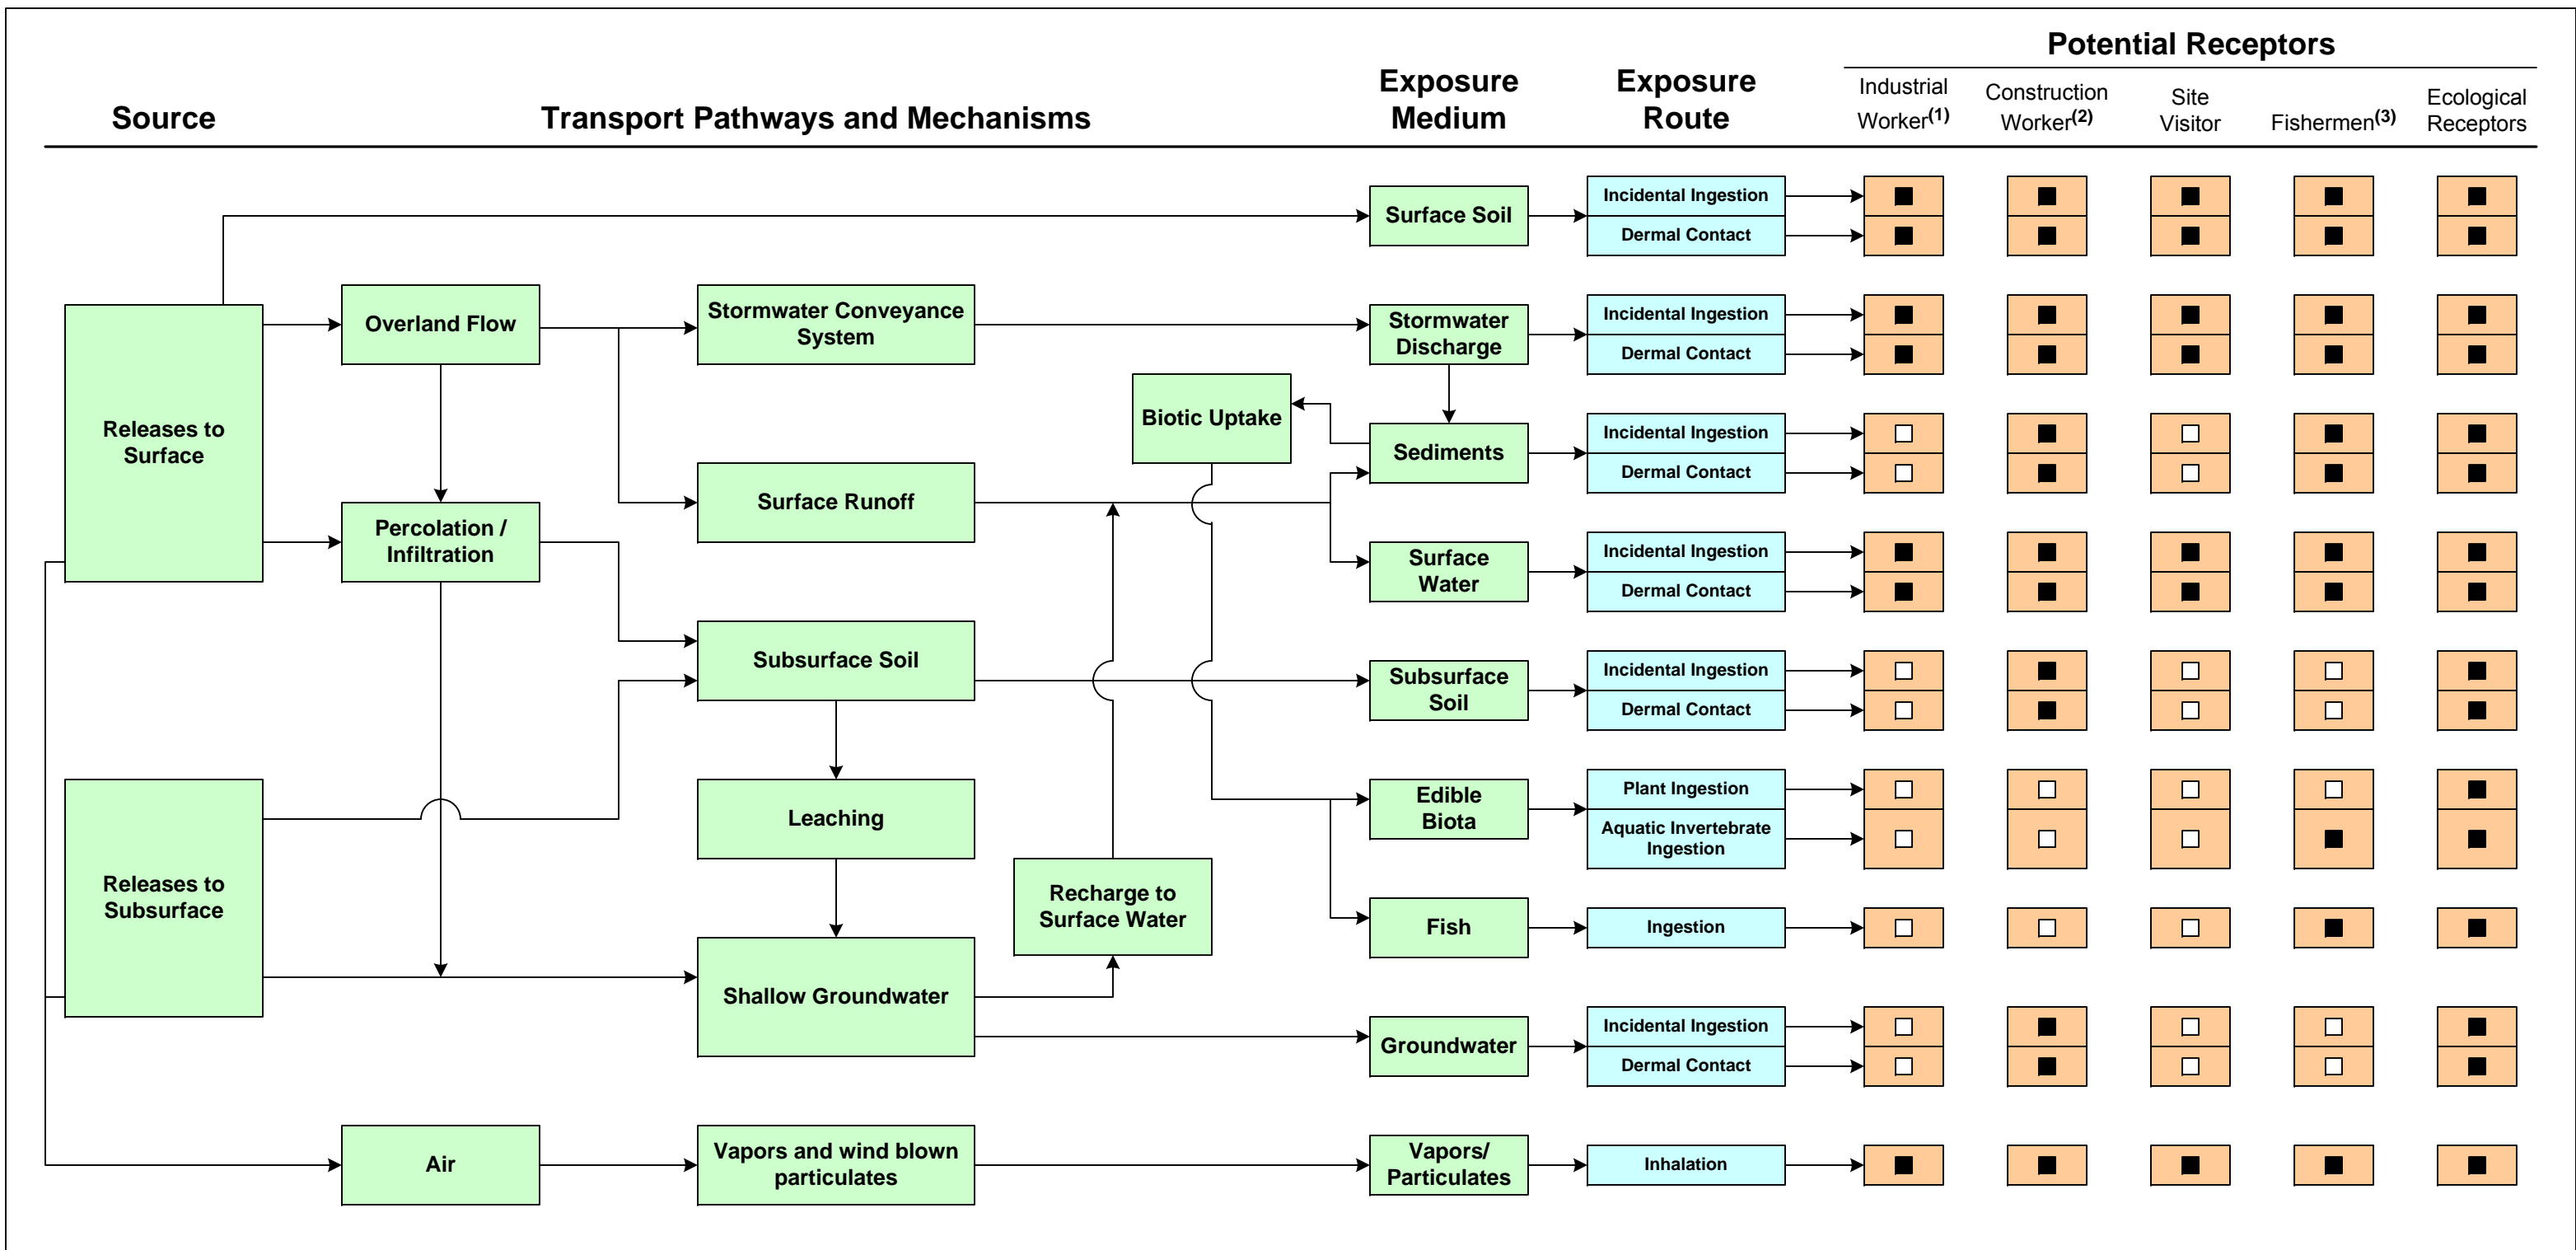 Potential Receptors
Source
Transport Pathways and Mechanisms
Exposure
Medium
Exposure
Route
Industrial
Worker(1)
Construction
Worker(2)
Site
Visitor
Fishermen(3)
Ecological
Receptors
Surface Soil
Incidental Ingestion
Dermal Contact
Releases to
Surface
Overland Flow
Stormwater Conveyance
System
Stormwater
Discharge
Incidental Ingestion
Dermal Contact
Biotic Uptake
Sediments
Incidental Ingestion
Dermal Contact
Percolation /
Infiltration
Surface Runoff
Surface
Water
Incidental Ingestion
Dermal Contact
Subsurface Soil
Subsurface
Soil
Incidental Ingestion
Dermal Contact
Releases to
Subsurface
Leaching
Edible
Biota
Plant Ingestion
Aquatic Invertebrate
Ingestion
Recharge to
Surface Water
Fish
Ingestion
Shallow Groundwater
Groundwater
Incidental Ingestion
Dermal Contact
Air
Vapors and wind blown
particulates
Vapors/
Particulates
Inhalation